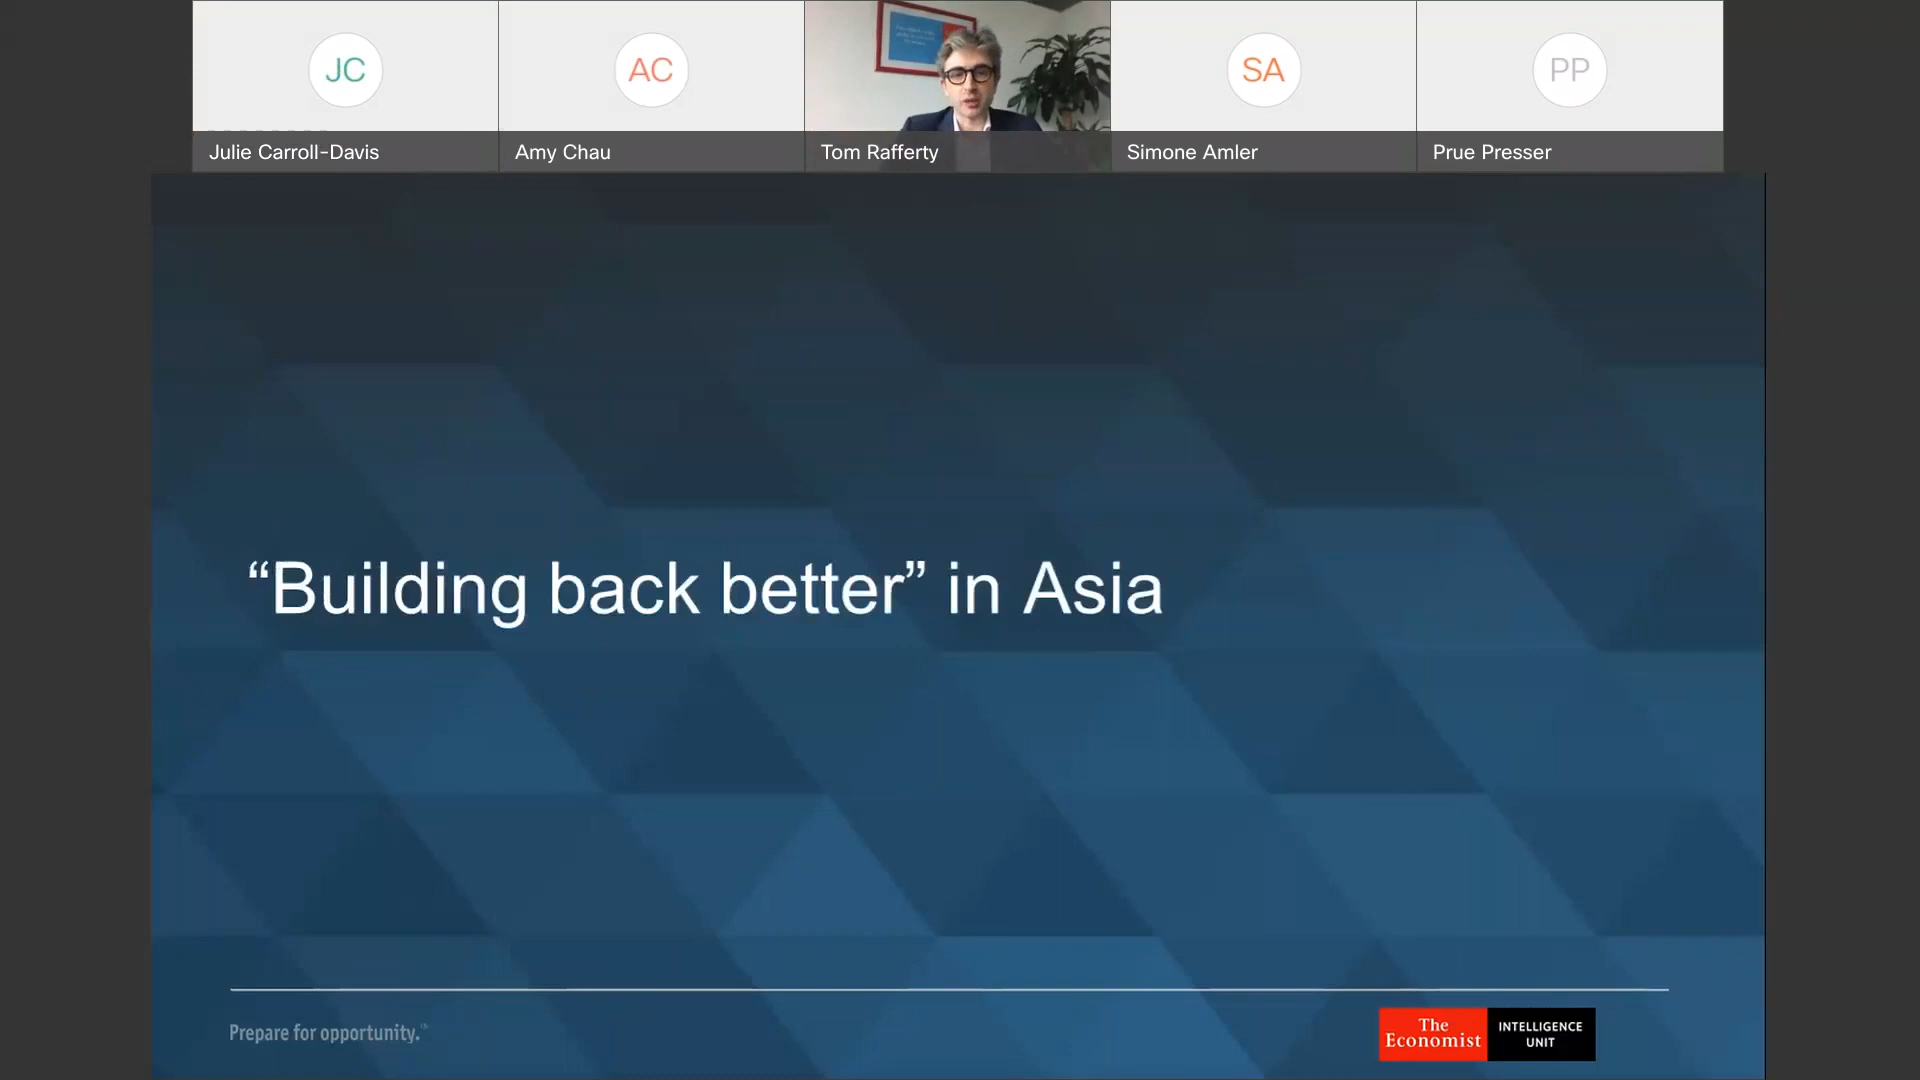 JC
AC
SA
PP
Julie Carroll-Davis
Amy Chau
Tom Rafferty
Simone Amler
Prue Presser
“Building back better” in Asia
Prepare for opportunity.
The
Economist
INTELLIGENCE
UNIT